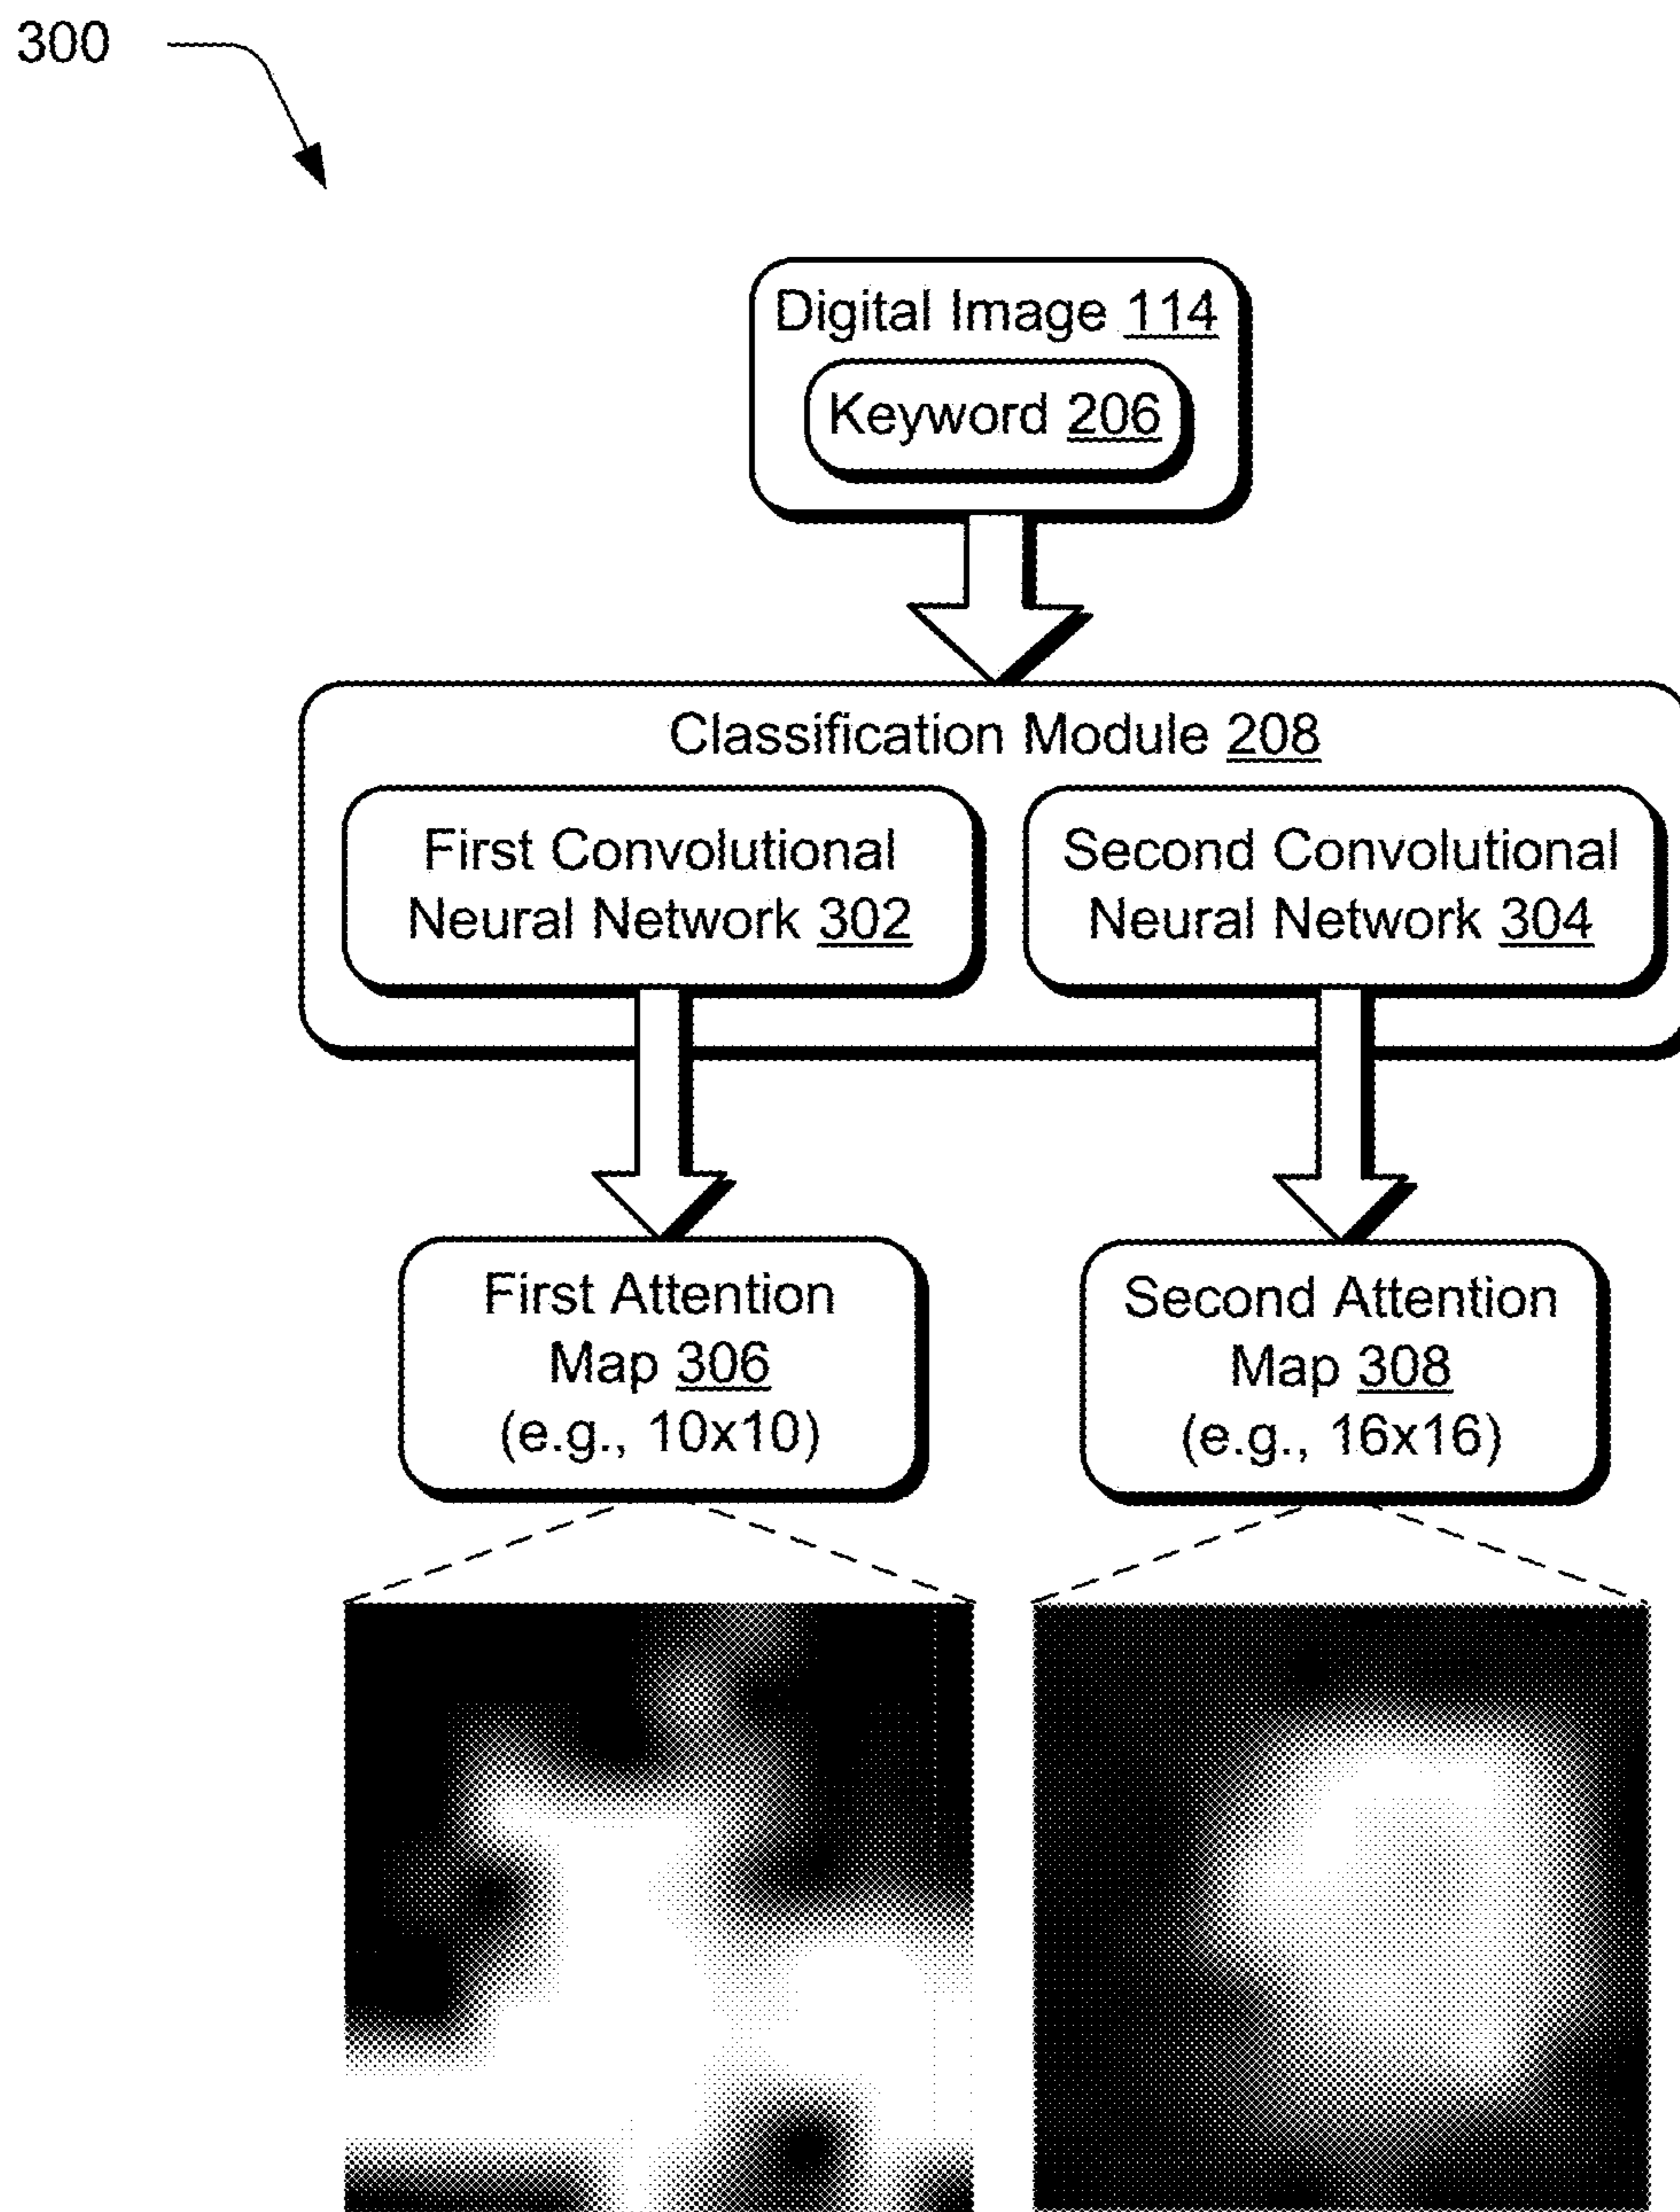 300
Digital Image 114
Keyword 206
Classification Module 208
First Convolutional
Neural Network 302
Second Convolutional
Neural Network 304
First Attention
Map 306
(e.g., 10x10)
Second Attention
Map 308
(e.g., 16x16)